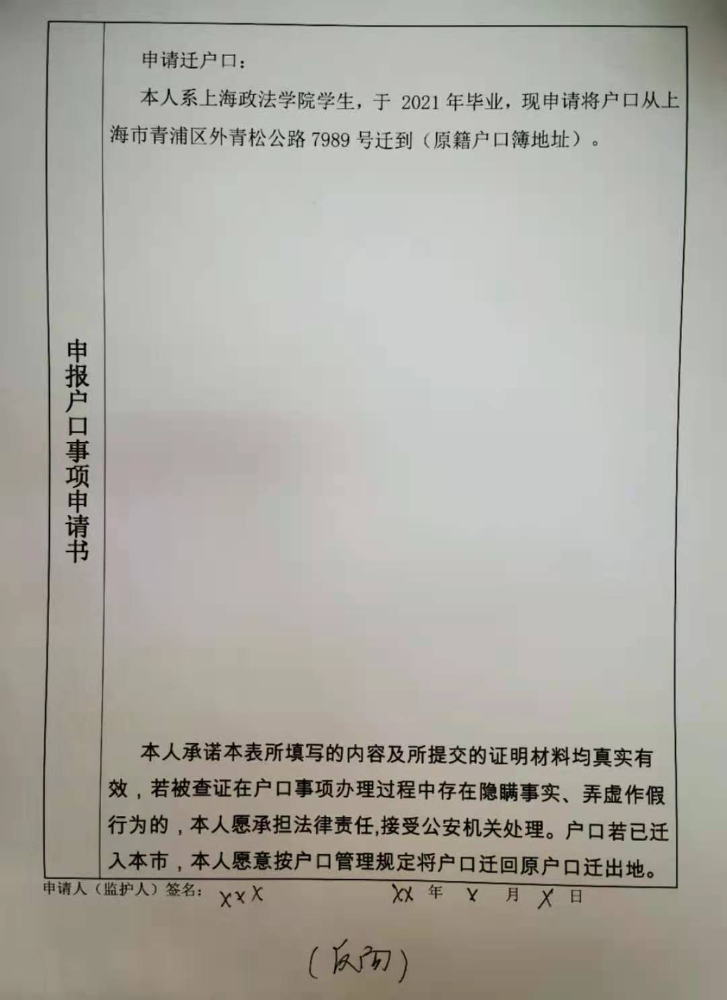 申请迁户口：
本人系上海政法学院学生，于 2021 年毕业，现申请将户口从上
海市青浦区外青松公路 7989 号迁到（原籍户口簿地址）。
申报户口事项申请书
本人承诺本表所填写的内容及所提交的证明材料均真实有
效，若被查证在户口事项办理过程中存在隐瞒事实、弄虚作假
行为的，本人愿承担法律责任,接受公安机关处理。户口若已迁
入本市，本人愿意按户口管理规定将户口迁回原户口迁出地。
申请人（监护人）签名： XXX XX 年 X 月 X 日
（反面）